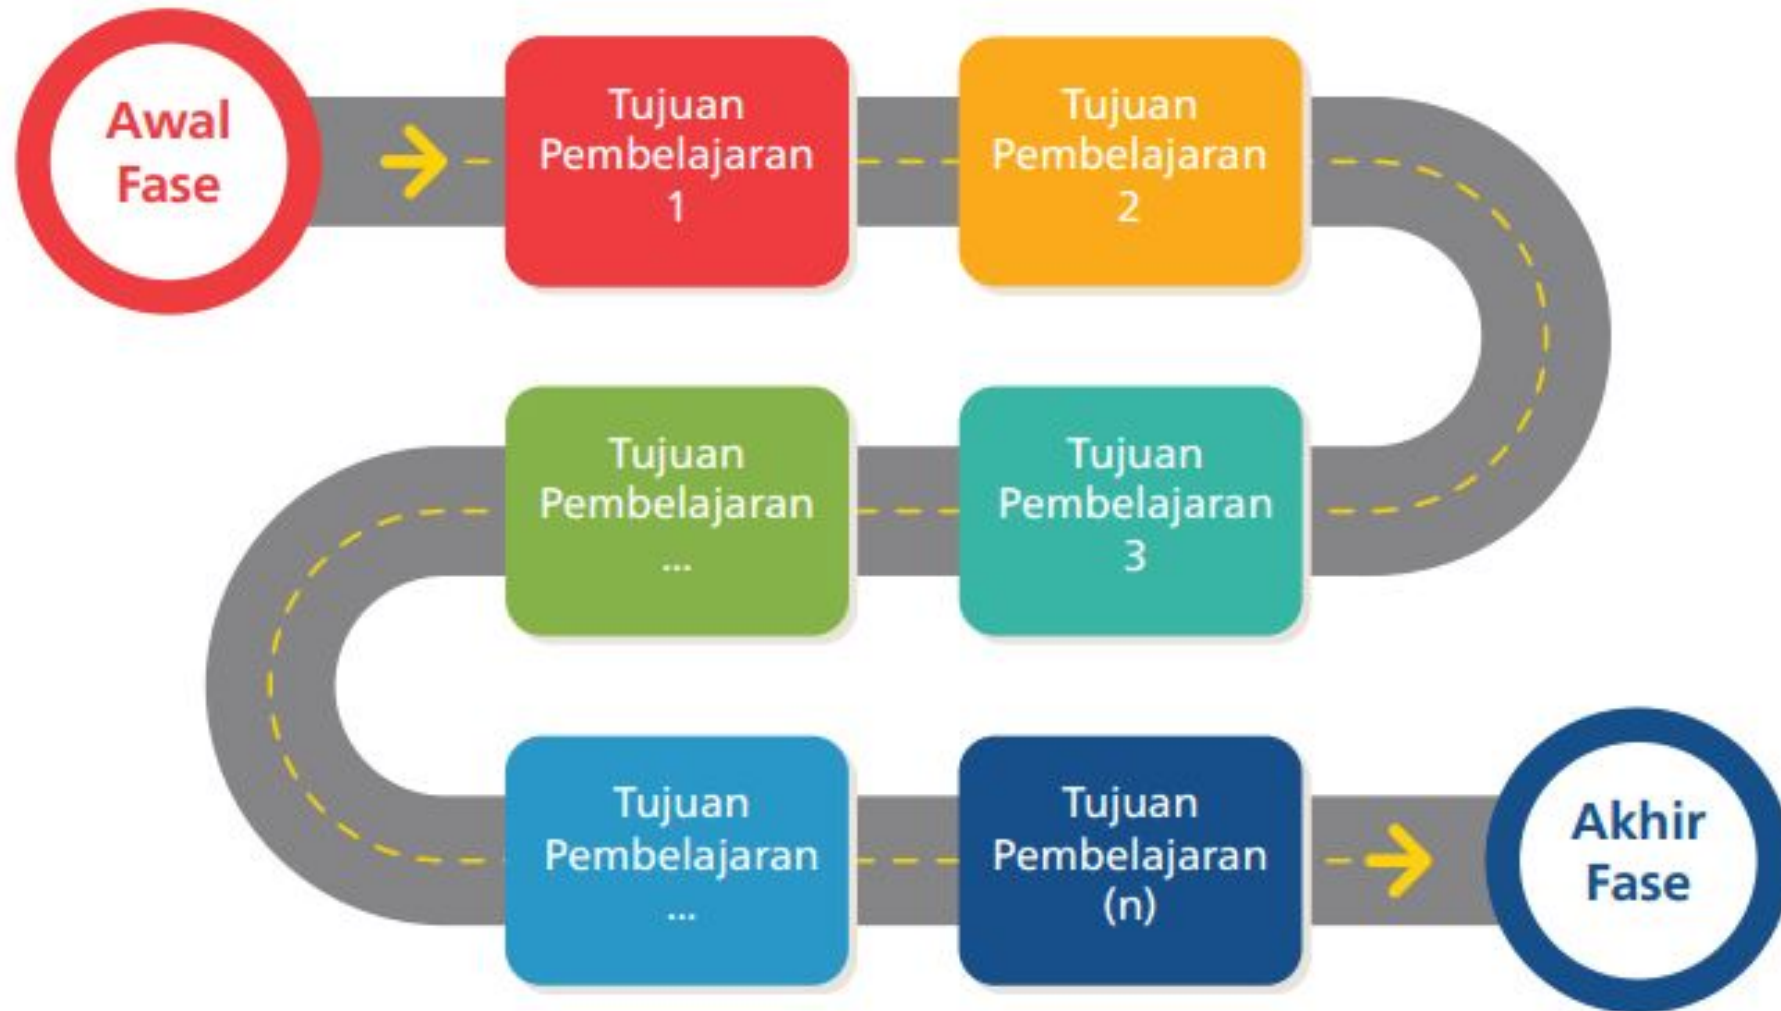 Awal
Fase
Tujuan
Pembelajaran
1
Tujuan
Pembelajaran
2
Tujuan
Pembelajaran
3
Tujuan
Pembelajaran
...
Tujuan
Pembelajaran
...
Tujuan
Pembelajaran
(n)
Akhir
Fase